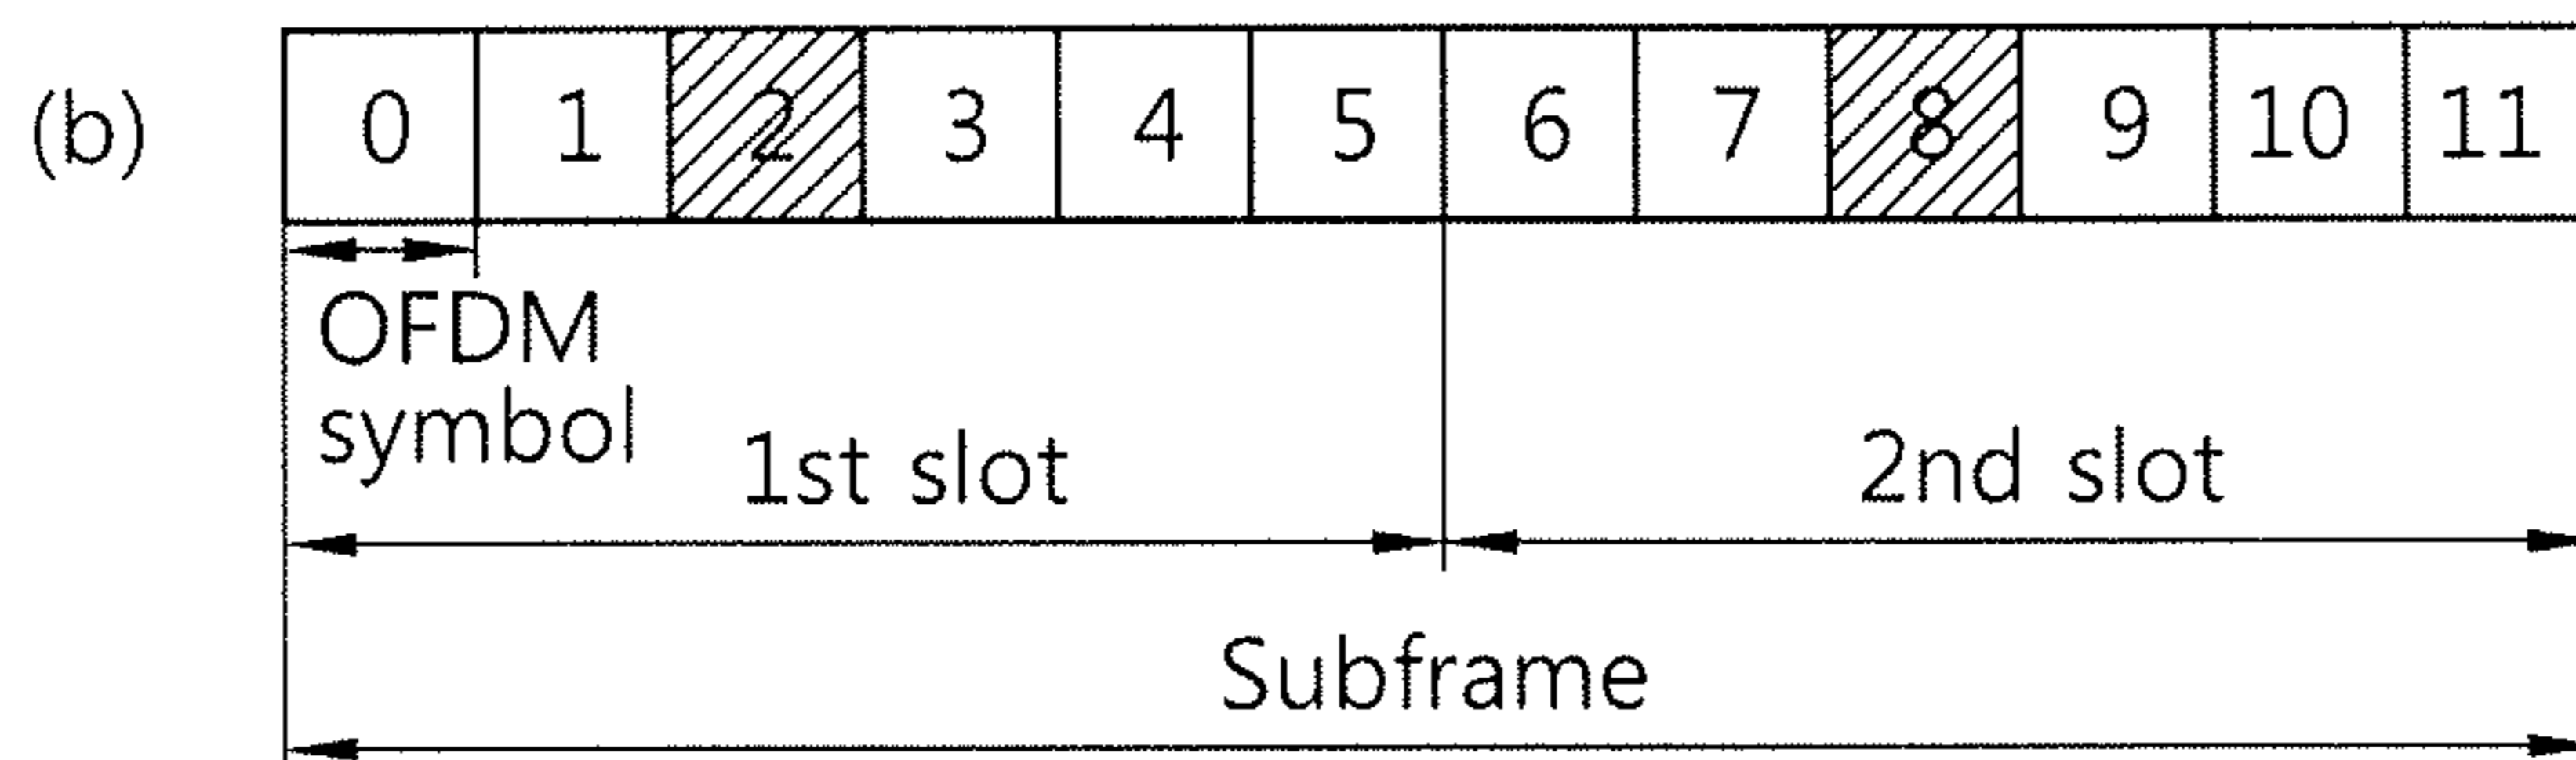 (b) 0 1 2 3 4 5 6 7 8 9 10 11
OFDM
symbol
1st slot 2nd slot
Subframe